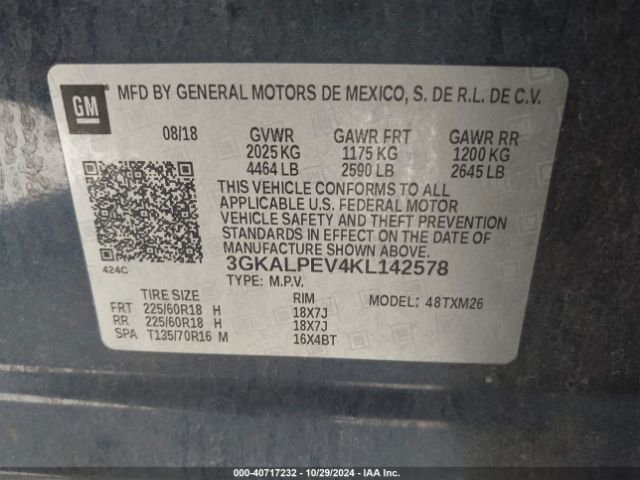 GM
MFD BY GENERAL MOTORS DE MEXICO, S. DE R.L. DE C.V.
08/18 GVWR GAWR FRT GAWR RR
2025 KG 1175 KG 1200 KG
4464 LB 2590 LB 2645 LB
THIS VEHICLE CONFORMS TO ALL
APPLICABLE U.S. FEDERAL MOTOR
VEHICLE SAFETY AND THEFT PREVENTION
STANDARDS IN EFFECT ON THE DATE OF
MANUFACTURE SHOWN ABOVE.
424C 3GKALPEV4KL142578
TYPE: M.P.V.
TIRE SIZE RIM MODEL: 48TXM26
FRT 225/60R18 H 18X7J
RR 225/60R18 H 18X7J
SPA T135/70R16 M 16X4BT
000-40717232 - 10/29/2024 - IAA Inc.